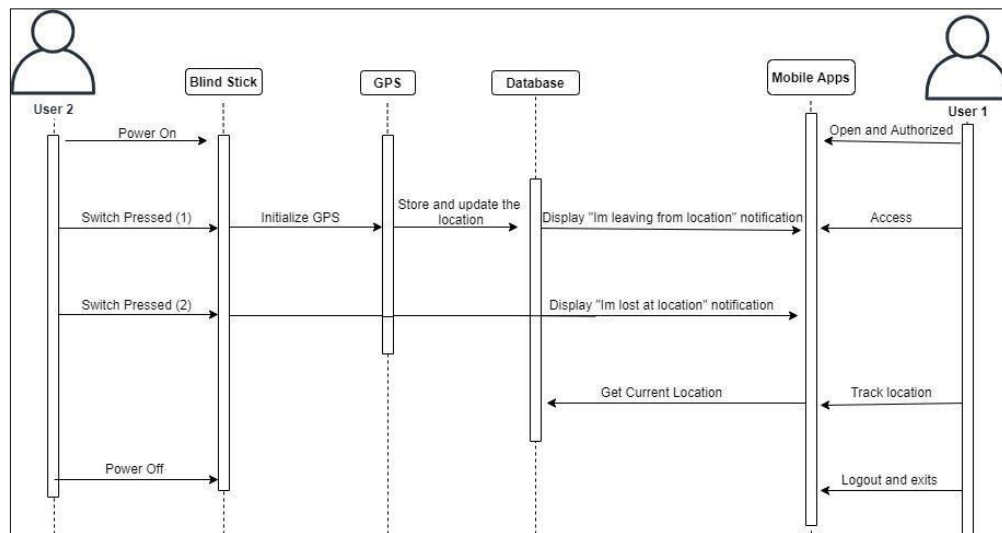 User 2
Blind Stick
GPS
Database
Mobile Apps
User 1
Power On
Open and Authorized
Switch Pressed (1)
Initialize GPS
Store and update the
location
Display "Im leaving from location" notification
Access
Switch Pressed (2)
Display "Im lost at location" notification
Get Current Location
Track location
Power Off
Logout and exits